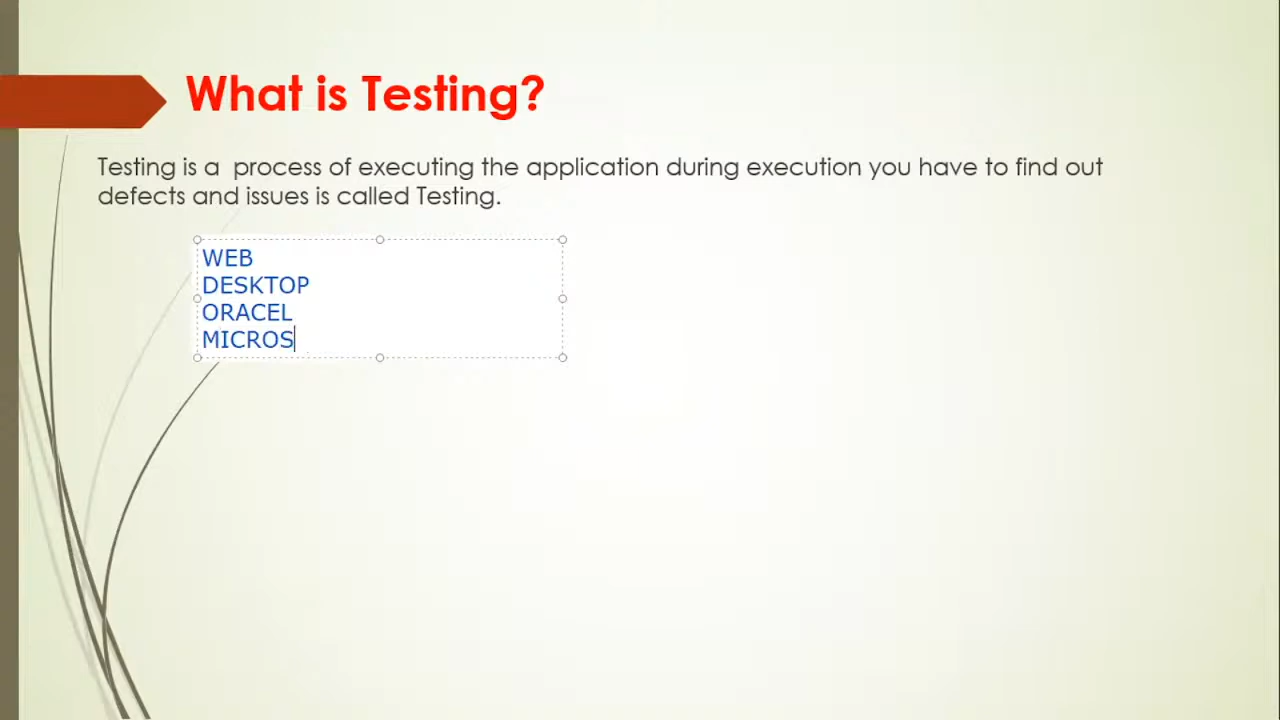 What is Testing?
Testing is a  process of executing the application during execution you have to find out
defects and issues is called Testing.
WEB
DESKTOP
ORACEL
MICROS